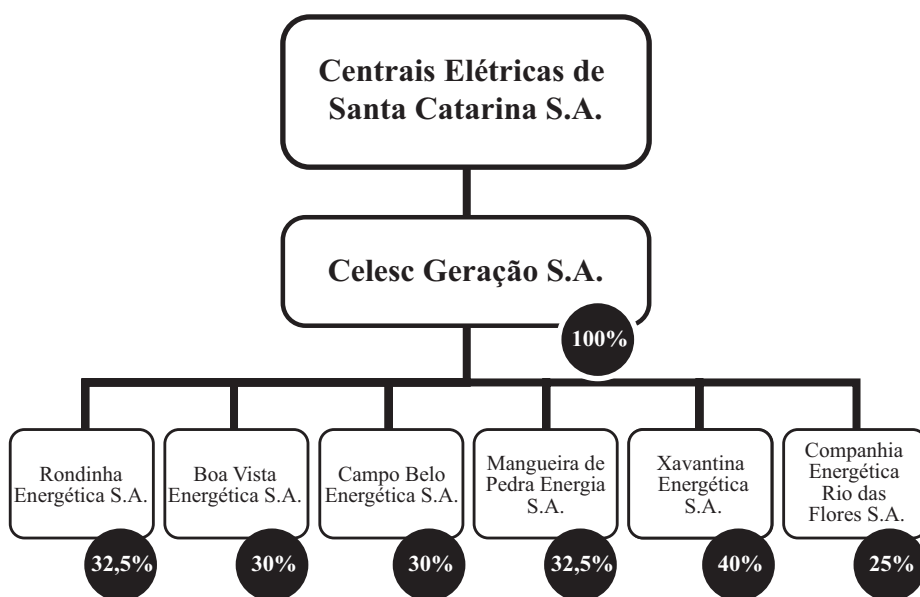 Centrais Elétricas de
Santa Catarina S.A.
Celesc Geração S.A.
100%
Rondinha
Energética S.A.
32,5%
Boa Vista
Energética S.A.
30%
Campo Belo
Energética S.A.
30%
Mangueira de
Pedra Energia
S.A.
32,5%
Xavantina
Energética
S.A.
40%
Companhia
Energética
Rio das
Flores S.A.
25%